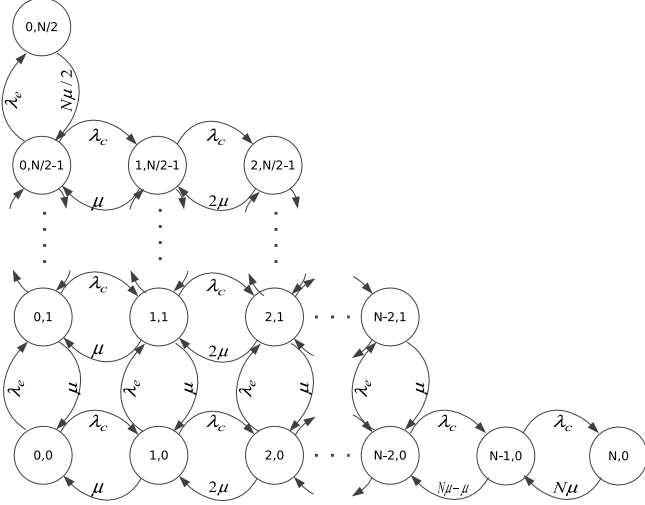 0,N/2
λe Nμ/2
λc λc
0,N/2-1 1,N/2-1 2,N/2-1
μ 2μ
λc λc
0,1 1,1 2,1 N-2,1
μ 2μ
λe μ λe μ λe μ λe μ
λc λc λc λc
0,0 1,0 2,0 N-2,0 N-1,0 N,0
μ 2μ Nμ-μ Nμ